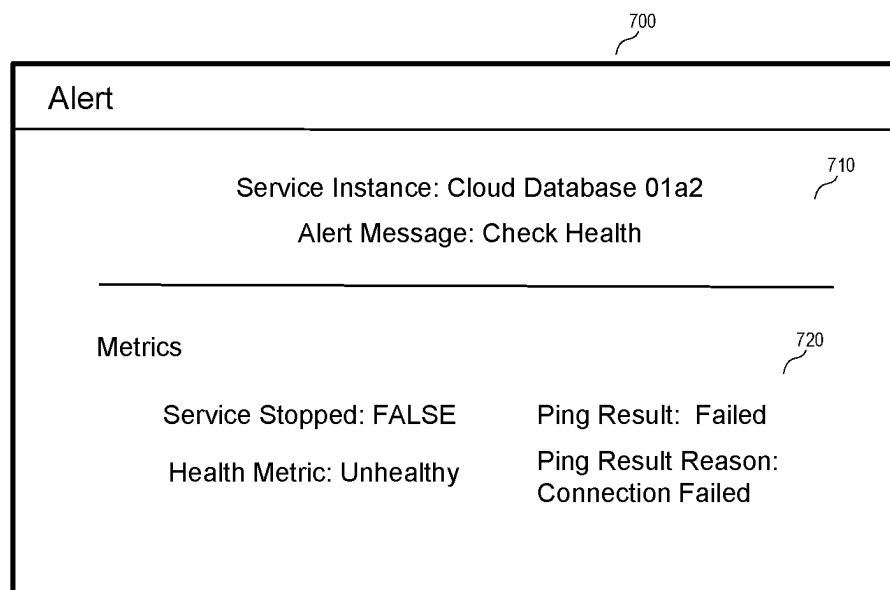 700
Alert
710
Service Instance: Cloud Database 01a2
Alert Message: Check Health
Metrics
720
Service Stopped: FALSE
Ping Result: Failed
Health Metric: Unhealthy
Ping Result Reason:
Connection Failed